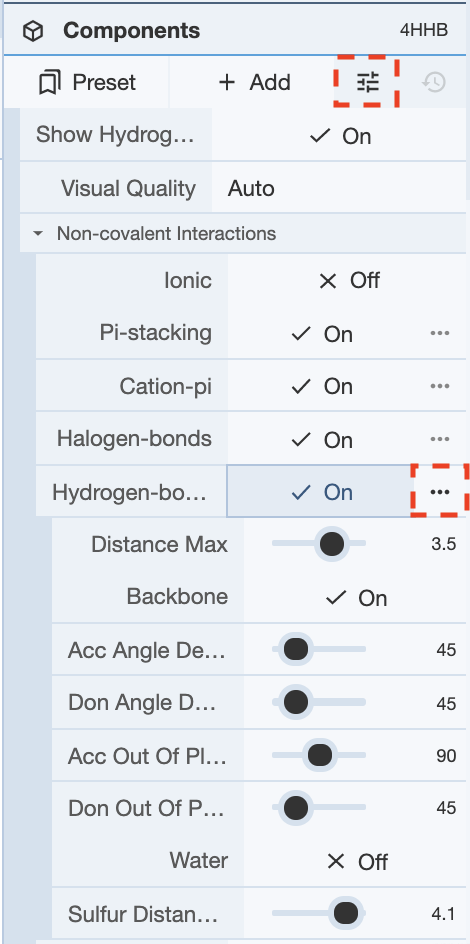 Components 4HHB
Preset + Add
Show Hydrog... On
Visual Quality Auto
Non-covalent Interactions
Ionic Off
Pi-stacking On ...
Cation-pi On ...
Halogen-bonds On ...
Hydrogen-bo... On ...
Distance Max 3.5
Backbone On
Acc Angle De... 45
Don Angle D... 45
Acc Out Of Pl... 90
Don Out Of P... 45
Water Off
Sulfur Distan... 4.1